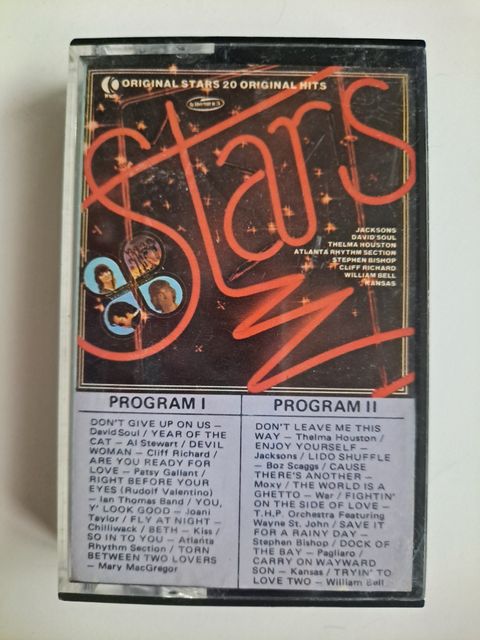 K ORIGINAL STARS 20 ORIGINAL HITS
Stars
JACKSONS
DAVID SOUL
THELMA HOUSTON
ATLANTA RHYTHM SECTION
STEPHEN BISHOP
CLIFF RICHARD
WILLIAM BELL
KANSAS
PROGRAM I
DON'T GIVE UP ON US —
David Soul / YEAR OF THE
CAT — Al Stewart / DEVIL
WOMAN — Cliff Richard /
ARE YOU READY FOR
LOVE — Patsy Gallant /
RIGHT BEFORE YOUR
EYES (Rudolf Valentino)
— Ian Thomas Band / YOU,
Y' LOOK GOOD — Joani
Taylor / FLY AT NIGHT —
Chilliwack / BETH — Kiss /
SO IN TO YOU — Atlanta
Rhythm Section / TORN
BETWEEN TWO LOVERS
— Mary MacGregor
PROGRAM II
DON'T LEAVE ME THIS
WAY — Thelma Houston /
ENJOY YOURSELF —
Jacksons / LIDO SHUFFLE
— Boz Scaggs / CAUSE
THERE'S ANOTHER —
Moxy / THE WORLD IS A
GHETTO — War / FIGHTIN'
ON THE SIDE OF LOVE —
T.H.P. Orchestra Featuring
Wayne St. John / SAVE IT
FOR A RAINY DAY —
Stephen Bishop / DOCK OF
THE BAY — Pagliaro /
CARRY ON WAYWARD
SON — Kansas / TRYIN' TO
LOVE TWO — William Bell